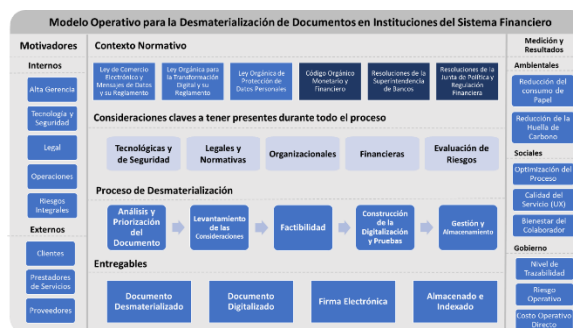 Modelo Operativo para la Desmaterialización de Documentos en Instituciones del Sistema Financiero
Motivadores
Internos
Alta Gerencia
Tecnología y
Seguridad
Legal
Operaciones
Riesgos
Integrales
Externos
Clientes
Prestadores
de Servicios
Proveedores
Contexto Normativo
Ley de Comercio
Electrónico y
Mensajes de Datos
y su Reglamento
Ley Orgánica para
la Transformación
Digital y su
Reglamento
Ley Orgánica de
Protección de
Datos Personales
Código Orgánico
Monetario y
Financiero
Resoluciones de la
Superintendencia
de Bancos
Resoluciones de la
Junta de Política y
Regulación
Financiera
Consideraciones claves a tener presentes durante todo el proceso
Tecnológicas y
de Seguridad
Legales y
Normativas
Organizacionales
Financieras
Evaluación de
Riesgos
Proceso de Desmaterialización
Análisis y
Priorización del
Documento
Levantamiento
de las
Consideraciones
Factibilidad
Construcción de
la Digitalización
y Pruebas
Gestión y
Almacenamiento
Entregables
Documento
Desmaterializado
Documento
Digitalizado
Firma Electrónica
Almacenado e
Indexado
Medición y
Resultados
Ambientales
Reducción del
consumo de
Papel
Reducción de la
Huella de
Carbono
Sociales
Optimización del
Proceso
Calidad del
Servicio (UX)
Bienestar del
Colaborador
Gobierno
Nivel de
Trazabilidad
Riesgo
Operativo
Costo Operativo
Directo